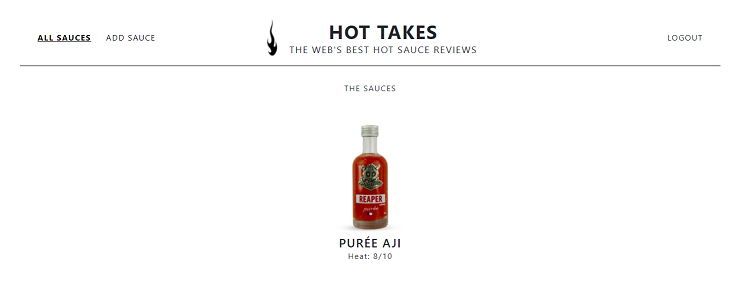 ALL SAUCES
ADD SAUCE
HOT TAKES
THE WEB'S BEST HOT SAUCE REVIEWS
LOGOUT
THE SAUCES
REAPER
purée
PURÉE AJI
Heat: 8/10